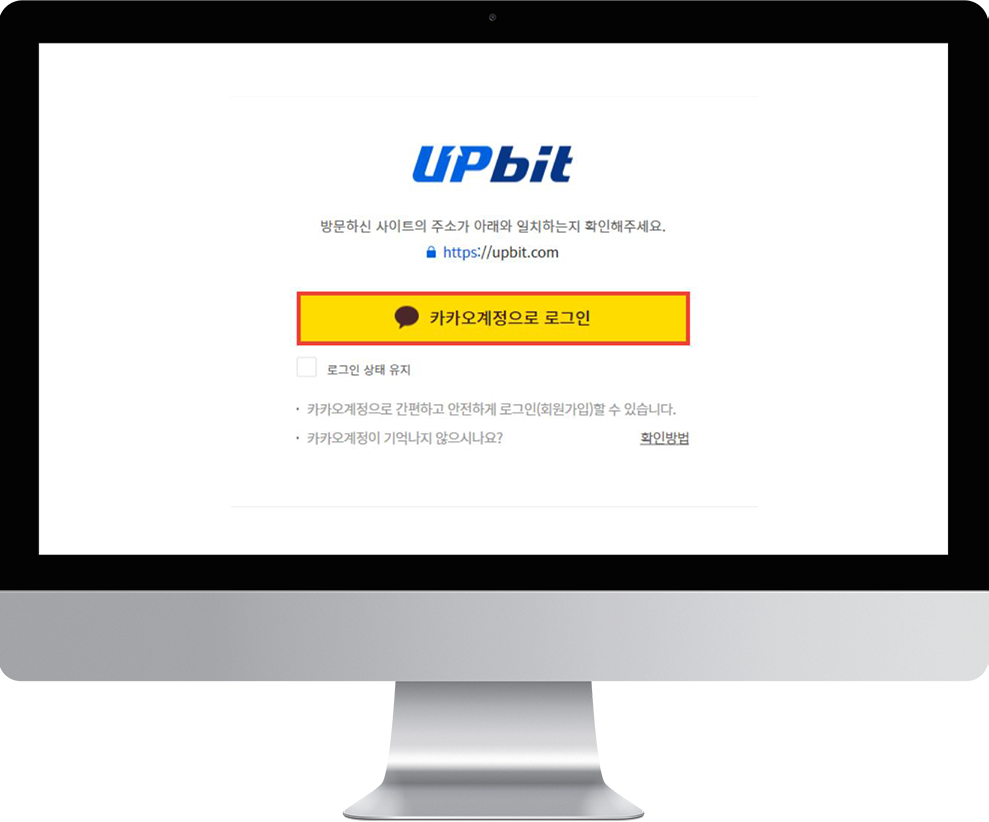 UPbit
방문하신 사이트의 주소가 아래와 일치하는지 확인해주세요.
https://upbit.com
카카오계정으로 로그인
로그인 상태 유지
· 카카오계정으로 간편하고 안전하게 로그인(회원가입)할 수 있습니다.
· 카카오계정이 기억나지 않으시나요? 확인방법